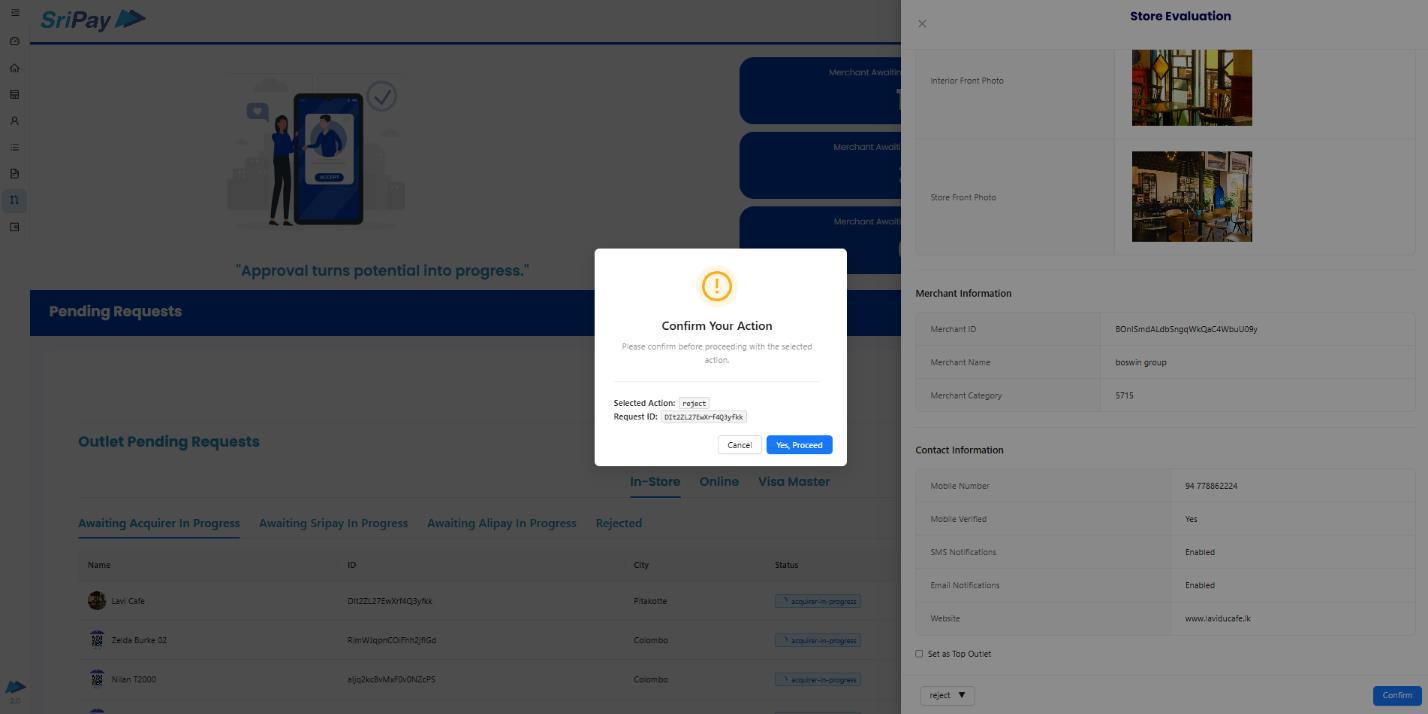 SriPay
Store Evaluation
Merchant Awaitin
Interior Front Photo
Merchant Awaitin
ACCEPT
Store Front Photo
Merchant Awaiti
"Approval turns potential into progress."
Pending Requests
Merchant Information
Merchant ID
Merchant Name
boswin group
Merchant Category
5715
Confirm Your Action
Please confirm before proceeding with the selected
action.
Selected Action: reject
Request ID: DIt2ZL27EwXrf4Q3yfkk
Cancel
Yes, Proceed
Contact Information
Outlet Pending Requests
Mobile Number
94 778862224
In-Store
Online
Visa Master
Mobile Verified
Yes
Awaiting Acquirer In Progress
Awaiting Sripay In Progress
Awaiting Alipay In Progress
Rejected
SMS Notifications
Enabled
Name
ID
City
Status
Email Notifications
Enabled
Lavi Cafe
DIt2ZL27EwXrf4Q3yfkk
Pitakotte
acquirer-in-progress
Website
www.laviducafe.lk
Zelda Burke 02
Colombo
acquirer-in-progress
Set as Top Outlet
Nilan T2000
Colombo
acquirer-in-progress
reject
Confirm
2.0